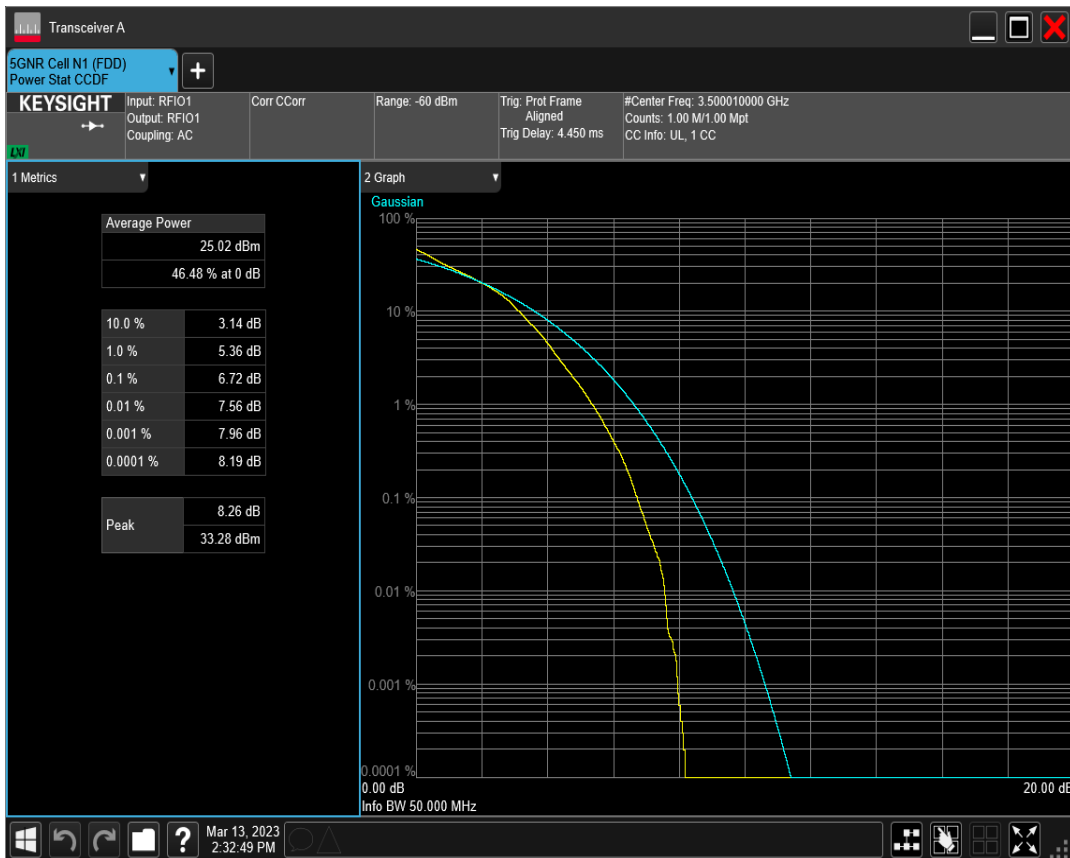 Transceiver A
5GNR Cell N1 (FDD)
Power Stat CCDF
+
KEYSIGHT
LXI
Input: RFIO1
Output: RFIO1
Coupling: AC
Corr CCorr
Range: -60 dBm
Trig: Prot Frame
Aligned
Trig Delay: 4.450 ms
#Center Freq: 3.500010000 GHz
Counts: 1.00 M/1.00 Mpt
CC Info: UL, 1 CC
1 Metrics
Average Power
25.02 dBm
46.48 % at 0 dB
10.0 % 3.14 dB
1.0 % 5.36 dB
0.1 % 6.72 dB
0.01 % 7.56 dB
0.001 % 7.96 dB
0.0001 % 8.19 dB
Peak
8.26 dB
33.28 dBm
2 Graph
Gaussian
100 %
10 %
1 %
0.1 %
0.01 %
0.001 %
0.0001 %
0.00 dB 20.00 dB
Info BW 50.000 MHz
?
Mar 13, 2023
2:32:49 PM